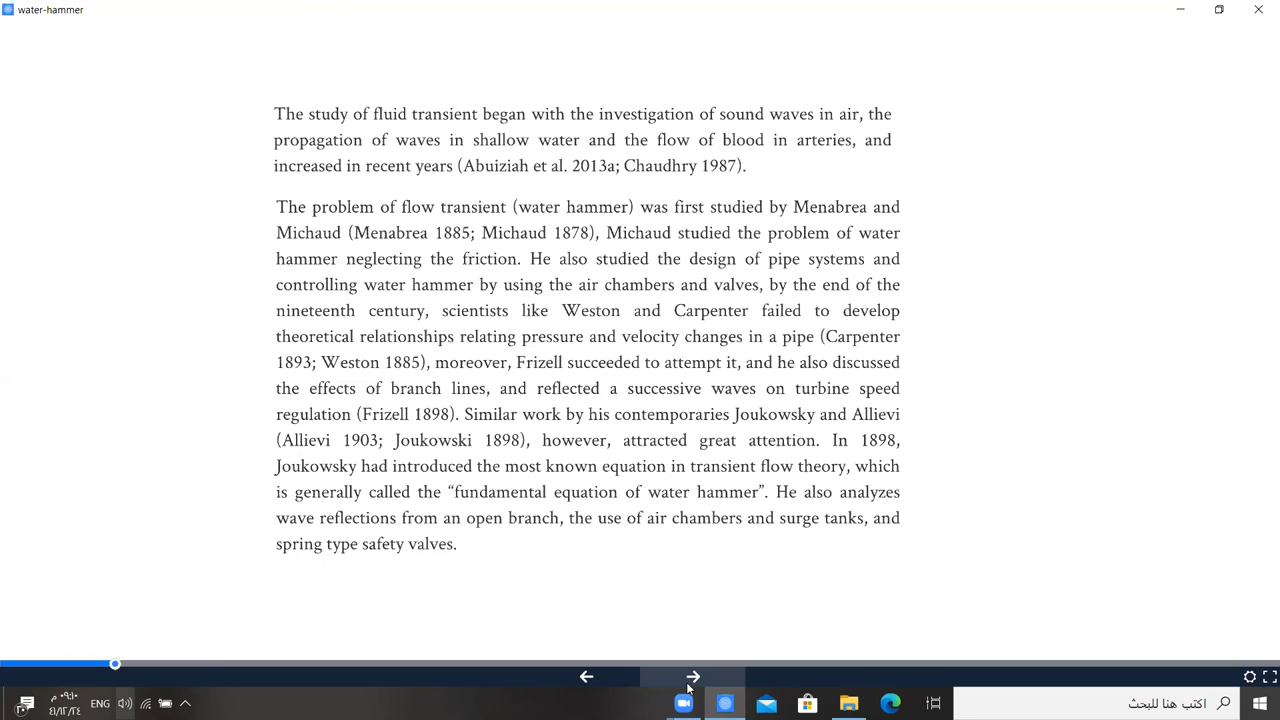 water-hammer
The study of fluid transient began with the investigation of sound waves in air, the
propagation of waves in shallow water and the flow of blood in arteries, and
increased in recent years (Abuiziah et al. 2013a; Chaudhry 1987).
The problem of flow transient (water hammer) was first studied by Menabrea and
Michaud (Menabrea 1885; Michaud 1878), Michaud studied the problem of water
hammer neglecting the friction. He also studied the design of pipe systems and
controlling water hammer by using the air chambers and valves, by the end of the
nineteenth century, scientists like Weston and Carpenter failed to develop
theoretical relationships relating pressure and velocity changes in a pipe (Carpenter
1893; Weston 1885), moreover, Frizell succeeded to attempt it, and he also discussed
the effects of branch lines, and reflected a successive waves on turbine speed
regulation (Frizell 1898). Similar work by his contemporaries Joukowsky and Allievi
(Allievi 1903; Joukowski 1898), however, attracted great attention. In 1898,
Joukowsky had introduced the most known equation in transient flow theory, which
is generally called the “fundamental equation of water hammer”. He also analyzes
wave reflections from an open branch, the use of air chambers and surge tanks, and
spring type safety valves.
ENG
اكتب هنا للبحث